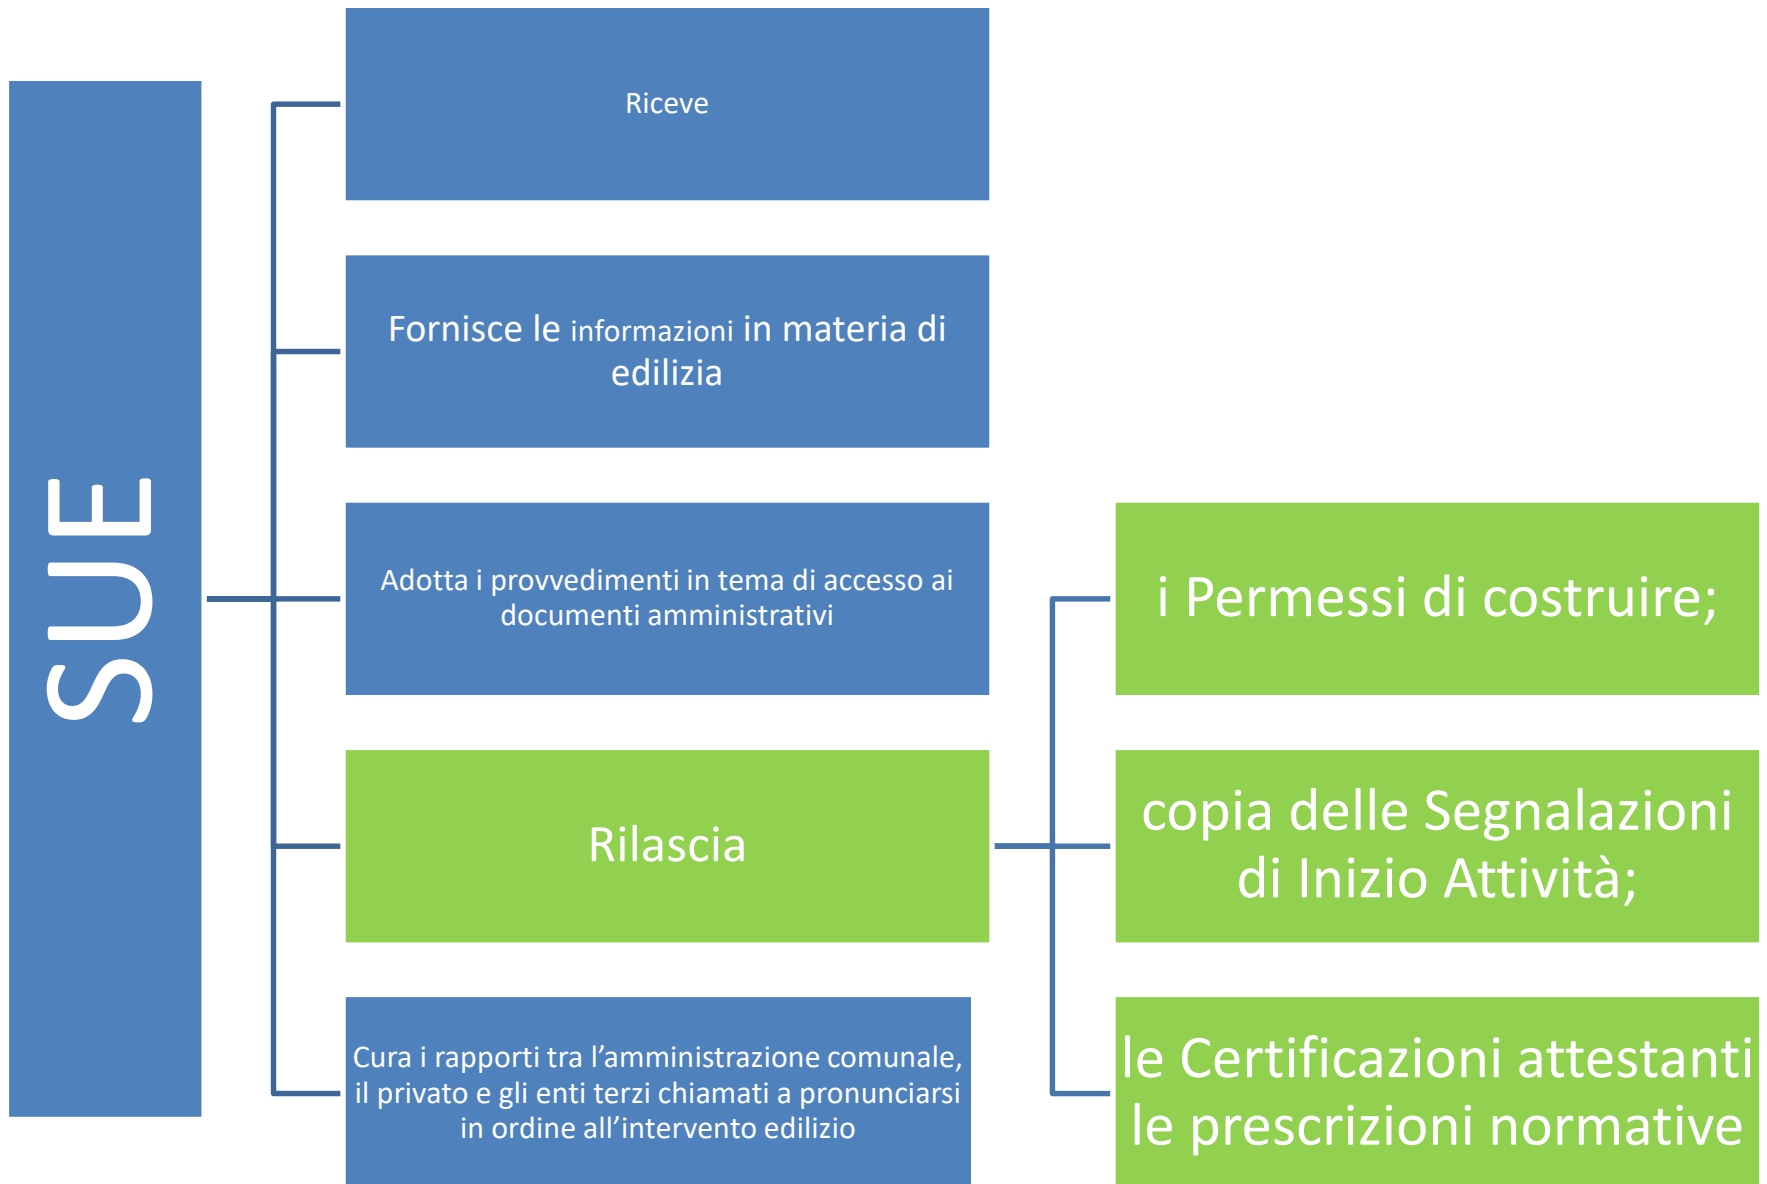 SUE
Riceve
Fornisce le informazioni in materia di
edilizia
Adotta i provvedimenti in tema di accesso ai
documenti amministrativi
Rilascia
Cura i rapporti tra l’amministrazione comunale,
il privato e gli enti terzi chiamati a pronunciarsi
in ordine all’intervento edilizio
i Permessi di costruire;
copia delle Segnalazioni
di Inizio Attività;
le Certificazioni attestanti
le prescrizioni normative